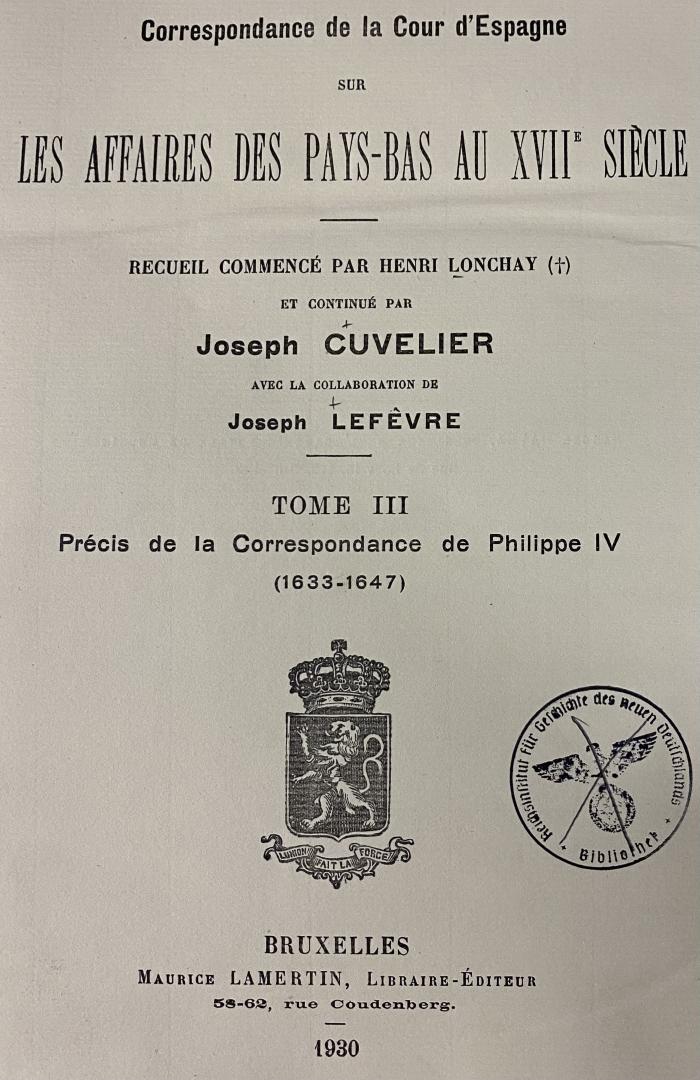 Correspondance de la Cour d'Espagne
SUR
LES AFFAIRES DES PAYS-BAS AU XVIIE SIÈCLE
RECUEIL COMMENCÉ PAR HENRI LONCHAY (†)
ET CONTINUÉ PAR
Joseph CUVELIER
AVEC LA COLLABORATION DE
Joseph LEFÊVRE
TOME III
Précis de la Correspondance de Philippe IV
(1633-1647)
L'UNION FAIT LA FORCE
Reichsinstitut für Geschichte des neuen Deutschlands
+ Bibliothek +
BRUXELLES
MAURICE LAMERTIN, LIBRAIRE-ÉDITEUR
58-62, rue Coudenberg.
1930